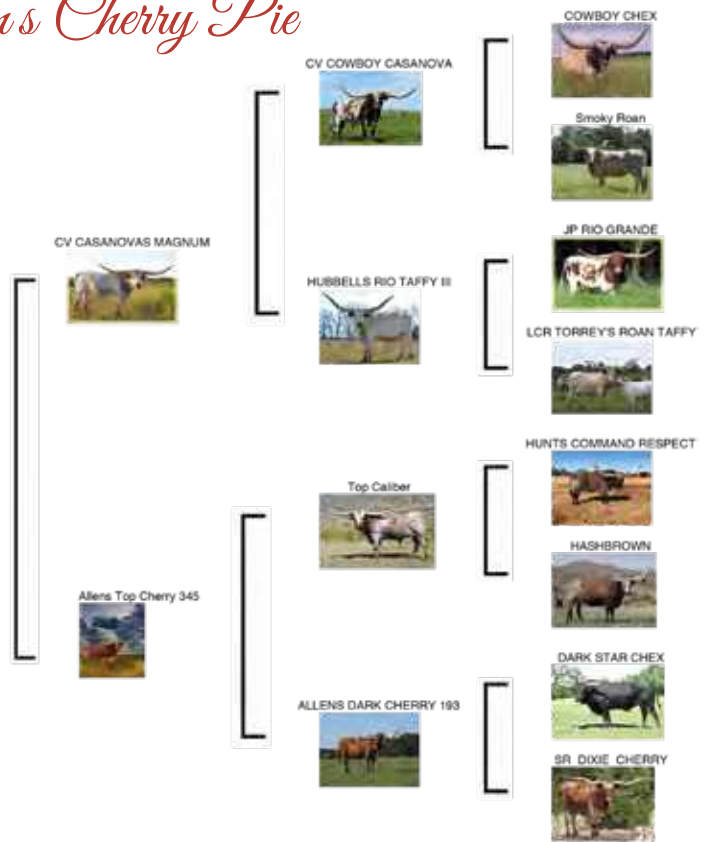 Cherry Pie
COWBOY CHEX
CV COWBOY CASANOVA
Smoky Roan
JP RIO GRANDE
CV CASANOVAS MAGNUM
HUBBELLS RIO TAFFY III
LCR TORREY'S ROAN TAFFY
HUNTS COMMAND RESPECT
Top Caliber
HASHBROWN
Allens Top Cherry 345
DARK STAR CHEX
ALLENS DARK CHERRY 193
SR DIXIE CHERRY